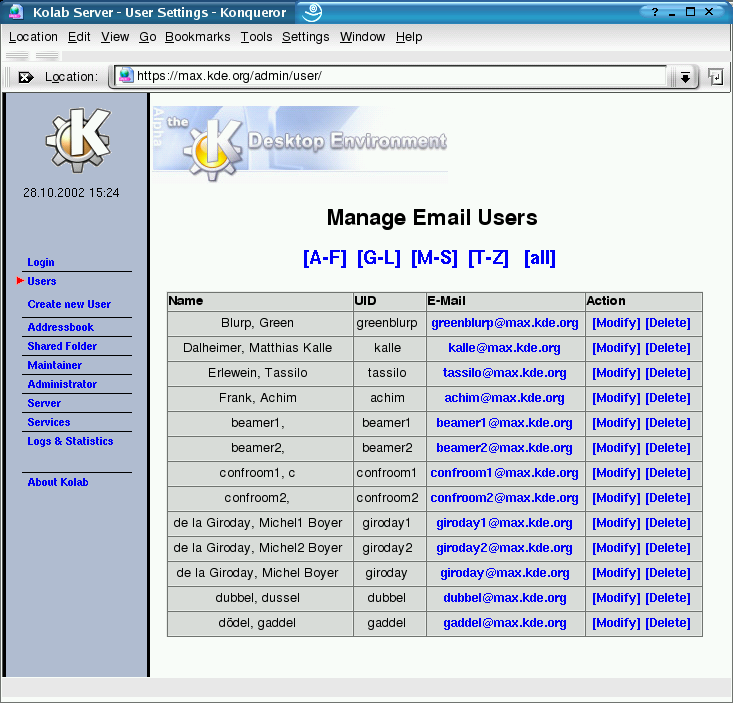 Kolab Server - User Settings - Konqueror
Location Edit View Go Bookmarks Tools Settings Window Help
Location: https://max.kde.org/admin/user/
Alpha
the K Desktop Environment
28.10.2002 15:24
Manage Email Users
[A-F] [G-L] [M-S] [T-Z] [all]
Login
Users
Create new User
Addressbook
Shared Folder
Maintainer
Administrator
Server
Services
Logs & Statistics
About Kolab
Name UID E-Mail Action
Blurp, Green greenblurp greenblurp@max.kde.org [Modify] [Delete]
Dalheimer, Matthias Kalle kalle kalle@max.kde.org [Modify] [Delete]
Erlewein, Tassilo tassilo tassilo@max.kde.org [Modify] [Delete]
Frank, Achim achim achim@max.kde.org [Modify] [Delete]
beamer1, beamer1 beamer1@max.kde.org [Modify] [Delete]
beamer2, beamer2 beamer2@max.kde.org [Modify] [Delete]
confroom1, c confroom1 confroom1@max.kde.org [Modify] [Delete]
confroom2, confroom2 confroom2@max.kde.org [Modify] [Delete]
de la Giroday, Michel1 Boyer giroday1 giroday1@max.kde.org [Modify] [Delete]
de la Giroday, Michel2 Boyer giroday2 giroday2@max.kde.org [Modify] [Delete]
de la Giroday, Michel Boyer giroday giroday@max.kde.org [Modify] [Delete]
dubbel, dussel dubbel dubbel@max.kde.org [Modify] [Delete]
dödel, gaddel gaddel gaddel@max.kde.org [Modify] [Delete]